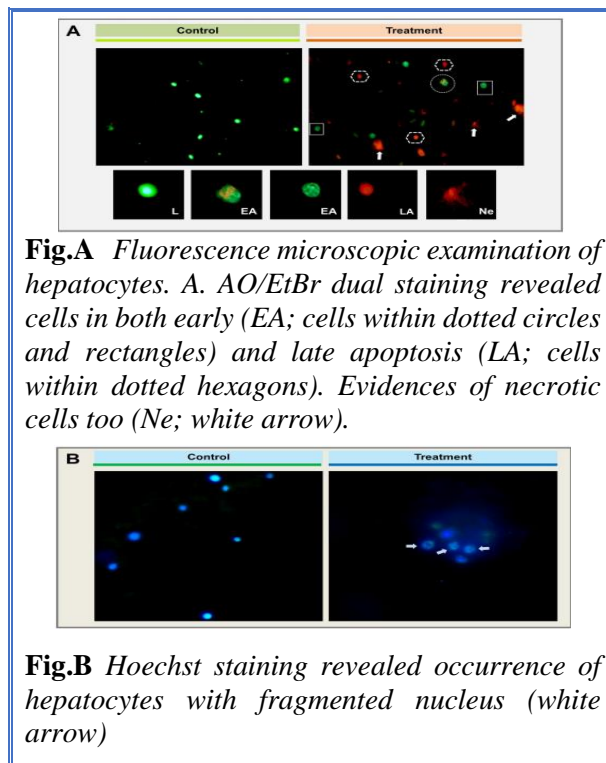 A
Control
Treatment
L
EA
EA
LA
Ne
Fig.A Fluorescence microscopic examination of
hepatocytes. A. AO/EtBr dual staining revealed
cells in both early (EA; cells within dotted circles
and rectangles) and late apoptosis (LA; cells
within dotted hexagons). Evidences of necrotic
cells too (Ne; white arrow).
B
Control
Treatment
Fig.B Hoechst staining revealed occurrence of
hepatocytes with fragmented nucleus (white
arrow)